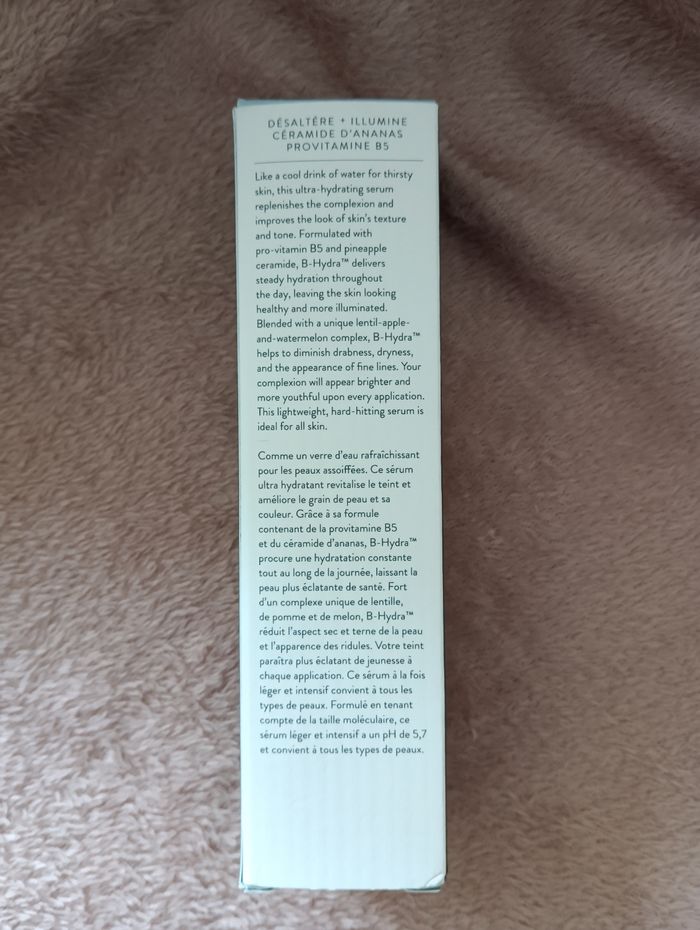 DÉSALTÈRE + ILLUMINE
CÉRAMIDE D'ANANAS
PROVITAMINE B5
Like a cool drink of water for thirsty
skin, this ultra-hydrating serum
replenishes the complexion and
improves the look of skin's texture
and tone. Formulated with
pro-vitamin B5 and pineapple
ceramide, B-Hydra™ delivers
steady hydration throughout
the day, leaving the skin looking
healthy and more illuminated.
Blended with a unique lentil-apple-
and-watermelon complex, B-Hydra™
helps to diminish drabness, dryness,
and the appearance of fine lines. Your
complexion will appear brighter and
more youthful upon every application.
This lightweight, hard-hitting serum is
ideal for all skin.
Comme un verre d'eau rafraîchissant
pour les peaux assoiffées. Ce sérum
ultra hydratant revitalise le teint et
améliore le grain de peau et sa
couleur. Grâce à sa formule
contenant de la provitamine B5
et du céramide d'ananas, B-Hydra™
procure une hydratation constante
tout au long de la journée, laissant la
peau plus éclatante de santé. Fort
d'un complexe unique de lentille,
de pomme et de melon, B-Hydra™
réduit l'aspect sec et terne de la peau
et l'apparence des ridules. Votre teint
paraîtra plus éclatant de jeunesse à
chaque application. Ce sérum à la fois
léger et intensif convient à tous les
types de peaux. Formulé en tenant
compte de la taille moléculaire, ce
sérum léger et intensif a un pH de 5,7
et convient à tous les types de peaux.